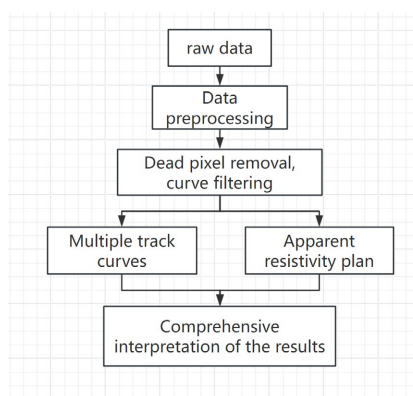 raw data
Data
preprocessing
Dead pixel removal,
curve filtering
Multiple track
curves
Apparent
resistivity plan
Comprehensive
interpretation of the results